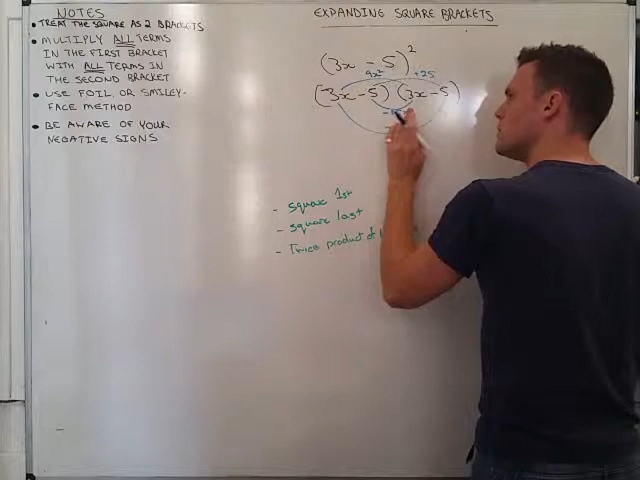 NOTES
• TREAT THE SQUARE AS 2 BRACKETS
• MULTIPLY ALL TERMS
IN THE FIRST BRACKET
WITH ALL TERMS IN
THE SECOND BRACKET
• USE FOIL OR SMILEY-
FACE METHOD
• BE AWARE OF YOUR
NEGATIVE SIGNS
EXPANDING SQUARE BRACKETS
(3x - 5)²
9x² +25
(3x - 5) (3x - 5)
- square 1st
- square last
- Twice product of